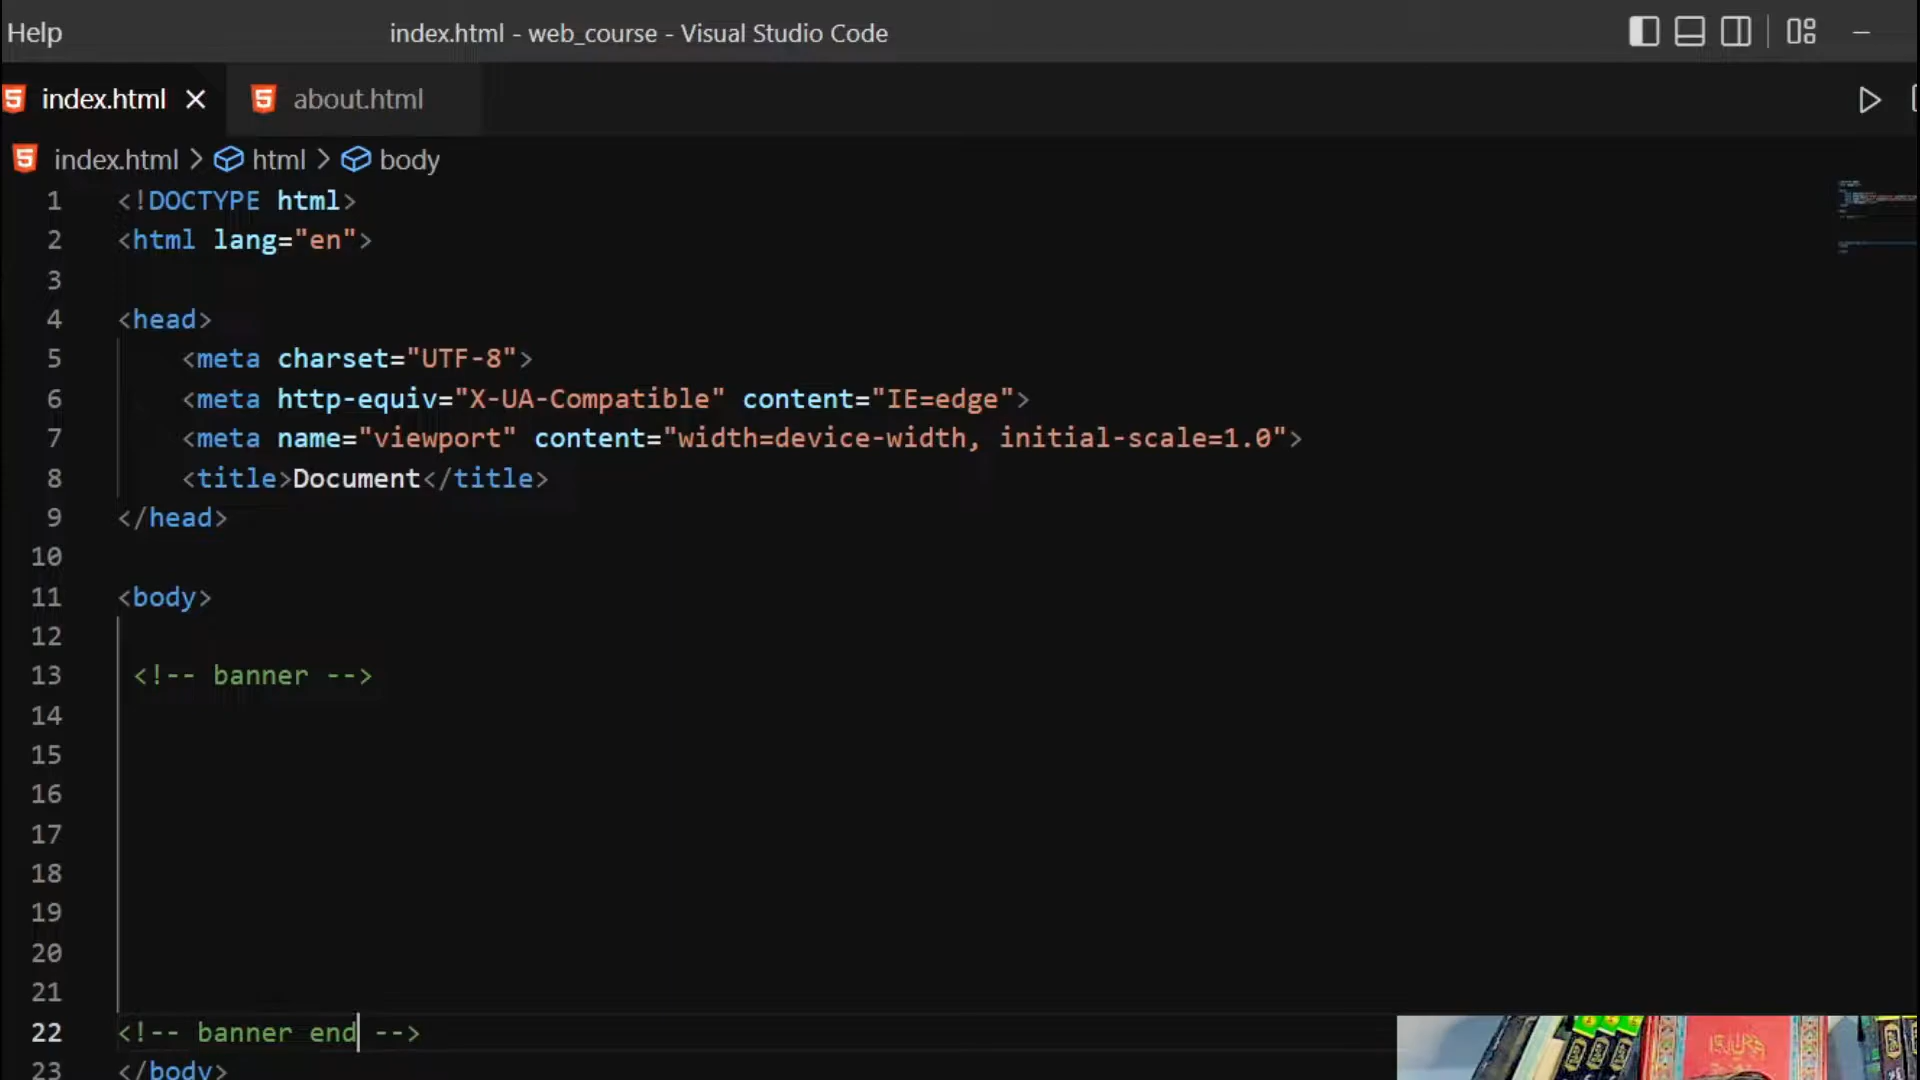 Help index.html - web_course - Visual Studio Code
index.html about.html
index.html > html > body
1 <!DOCTYPE html>
2 <html lang="en">
3
4 <head>
5 <meta charset="UTF-8">
6 <meta http-equiv="X-UA-Compatible" content="IE=edge">
7 <meta name="viewport" content="width=device-width, initial-scale=1.0">
8 <title>Document</title>
9 </head>
10
11 <body>
12
13 <!-- banner -->
14
15
16
17
18
19
20
21
22 <!-- banner end -->
23 </body>